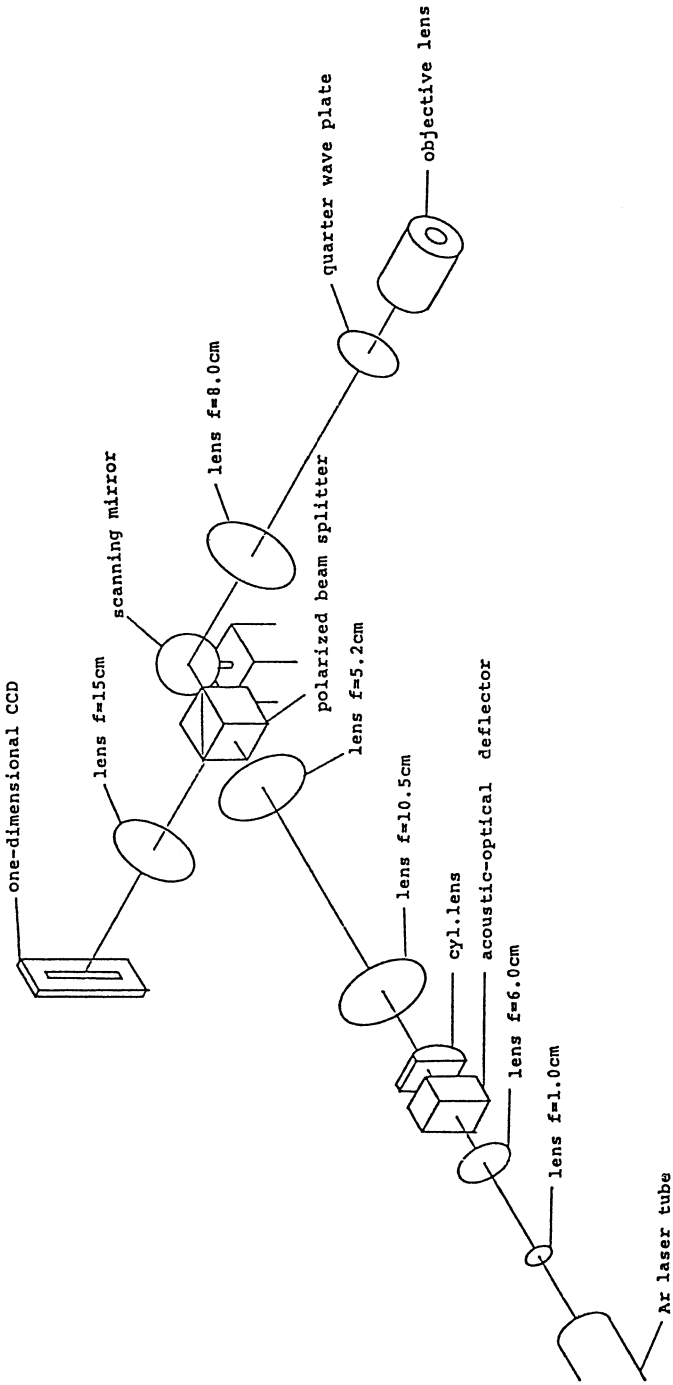 one-dimensional CCD
lens f=15cm
scanning mirror
lens f=8.0cm
quarter wave plate
objective lens
polarized beam splitter
lens f=5.2cm
lens f=10.5cm
cyl.lens
acoustic-optical deflector
lens f=6.0cm
lens f=1.0cm
Ar laser tube